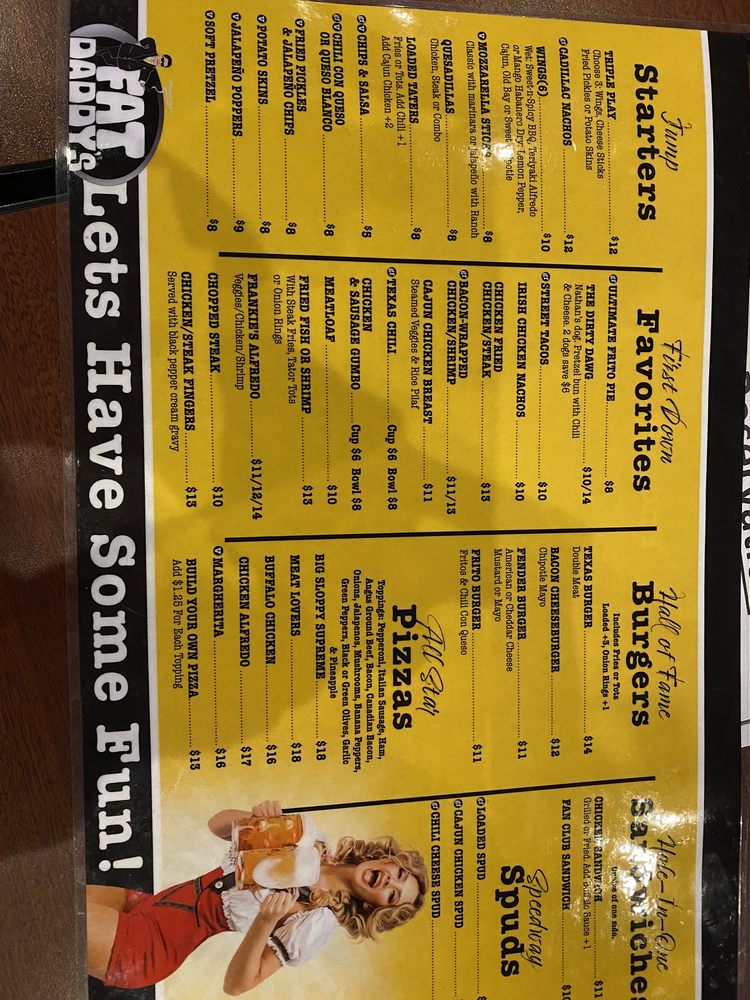 Jump
Starters
TRIPLE PLAY $12
Choose 3: Wings, Cheese Sticks
Fried Pickles or Potato Skins
CADILLAC NACHOS $12
WINGS(6) $10
Wet: Sweet-n-Spicy BBQ, Teriyaki Alfredo
or Mango Habanero Dry: Lemon Pepper,
Cajun, Old Bay or Sweet
MOZZARELLA STICKS $8
Classic with marinara or Jalapeño with Ranch
QUESADILLAS $8
Chicken, Steak or Combo
LOADED TATERS $8
Fries or Tots. Add Chili +1
Add Cajun Chicken +2
CHIPS & SALSA $5
CHILI CON QUESO
OR QUESO BLANCO $8
FRIED PICKLES
& JALAPEÑO CHIPS $8
POTATO SKINS $8
JALAPEÑO POPPERS $9
SOFT PRETZEL $8
First Down
Favorites
ULTIMATE FRITO PIE $8
THE DIRTY DAWG $10/14
Nathan's dog, Pretzel bun with Chili
& Cheese. 2 dogs save $6
STREET TACOS $10
IRISH CHICKEN NACHOS $10
CHICKEN FRIED
CHICKEN/STEAK $13
BACON-WRAPPED
CHICKEN/SHRIMP $11/13
CAJUN CHICKEN BREAST $11
Steamed Veggies & Rice Pilaf
TEXAS CHILI Cup $6 Bowl $8
CHICKEN
& SAUSAGE GUMBO Cup $6 Bowl $8
MEATLOAF $10
FRIED FISH OR SHRIMP $13
With Steak Fries, Tator Tots
or Onion Rings
FRANKIE'S ALFREDO $11/12/14
Veggies/Chicken/Shrimp
CHOPPED STEAK $10
CHICKEN/STEAK FINGERS $13
Served with black pepper cream gravy
Hall of Fame
Burgers
Includes Fries or Tots
Loaded +3, Onion Rings +1
TEXAS BURGER $14
Double Meat
BACON CHEESEBURGER $12
Chipotle Mayo
FENDER BURGER $11
American or Cheddar Cheese
Mustard or Mayo
FRITO BURGER $11
Fritos & Chili Con Queso
All Star
Pizzas
Toppings: Pepperoni, Italian Sausage, Ham,
Angus Ground Beef, Bacon, Canadian Bacon,
Onions, Jalapenos, Mushrooms, Banana Peppers,
Green Peppers, Black or Green Olives, Garlic
& Pineapple
BIG SLOPPY SUPREME $18
MEAT LOVERS $18
BUFFALO CHICKEN $16
CHICKEN ALFREDO $17
MARGHERITA $16
BUILD YOUR OWN PIZZA $13
Add $1.25 For Each Topping
Hole-In-One
Sandwiches
of one side.
CHICKEN SANDWICH $11
Grilled or Fried. Add Buffalo Sauce +1
FAN CLUB SANDWICH
Speedway
Spuds
LOADED SPUD
CAJUN CHICKEN SPUD
CHILI CHEESE SPUD
FAT
DADDY'S
Lets Have Some Fun!